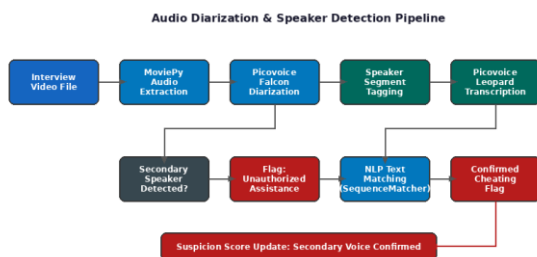 Audio Diarization & Speaker Detection Pipeline
Interview
Video File
MoviePy
Audio
Extraction
Picovoice
Falcon
Diarization
Speaker
Segment
Tagging
Picovoice
Leopard
Transcription
Secondary
Speaker
Detected?
Flag:
Unauthorized
Assistance
NLP Text
Matching
(SequenceMatcher)
Confirmed
Cheating
Flag
Suspicion Score Update: Secondary Voice Confirmed